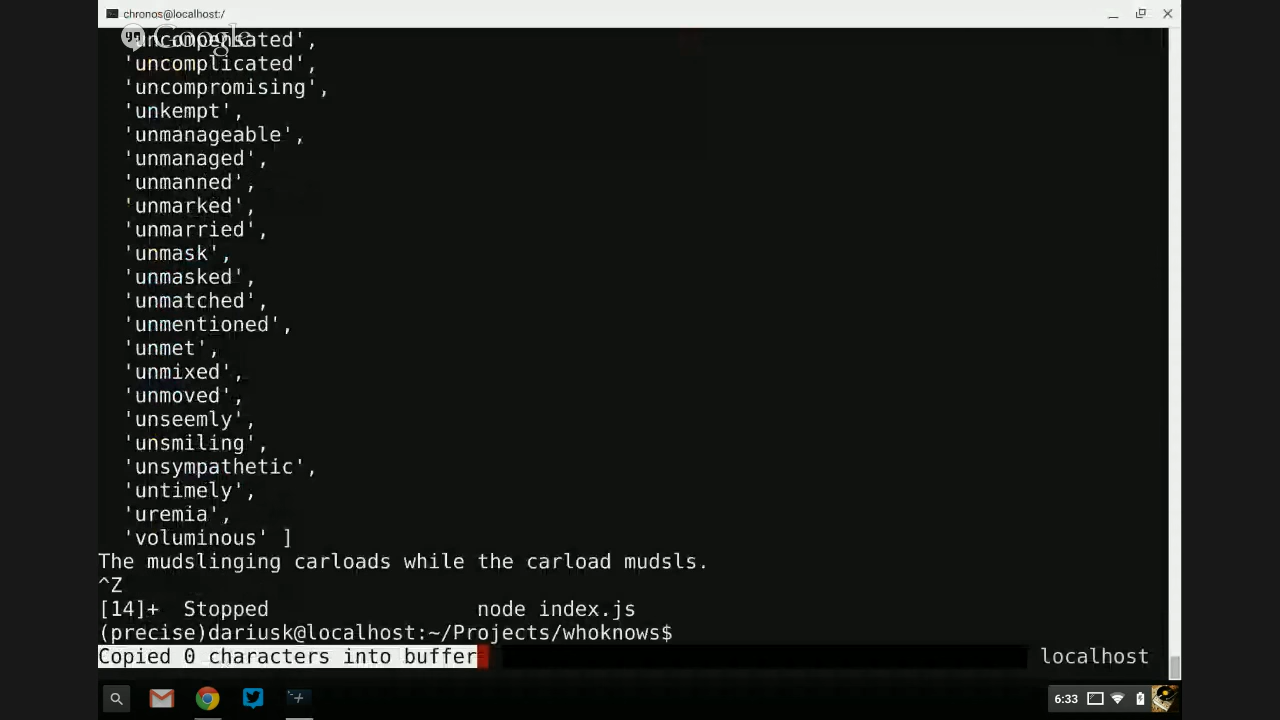 chronos@localhost:/
Google
'uncompensated',
'uncomplicated',
'uncompromising',
'unkempt',
'unmanageable',
'unmanaged',
'unmanned',
'unmarked',
'unmarried',
'unmask',
'unmasked',
'unmatched',
'unmentioned',
'unmet',
'unmixed',
'unmoved',
'unseemly',
'unsmiling',
'unsympathetic',
'untimely',
'uremia',
'voluminous' ]
The mudslinging carloads while the carload mudsls.
^Z
[14]+  Stopped                 node index.js
(precise)dariusk@localhost:~/Projects/whoknows$
Copied 0 characters into buffer localhost
6:33